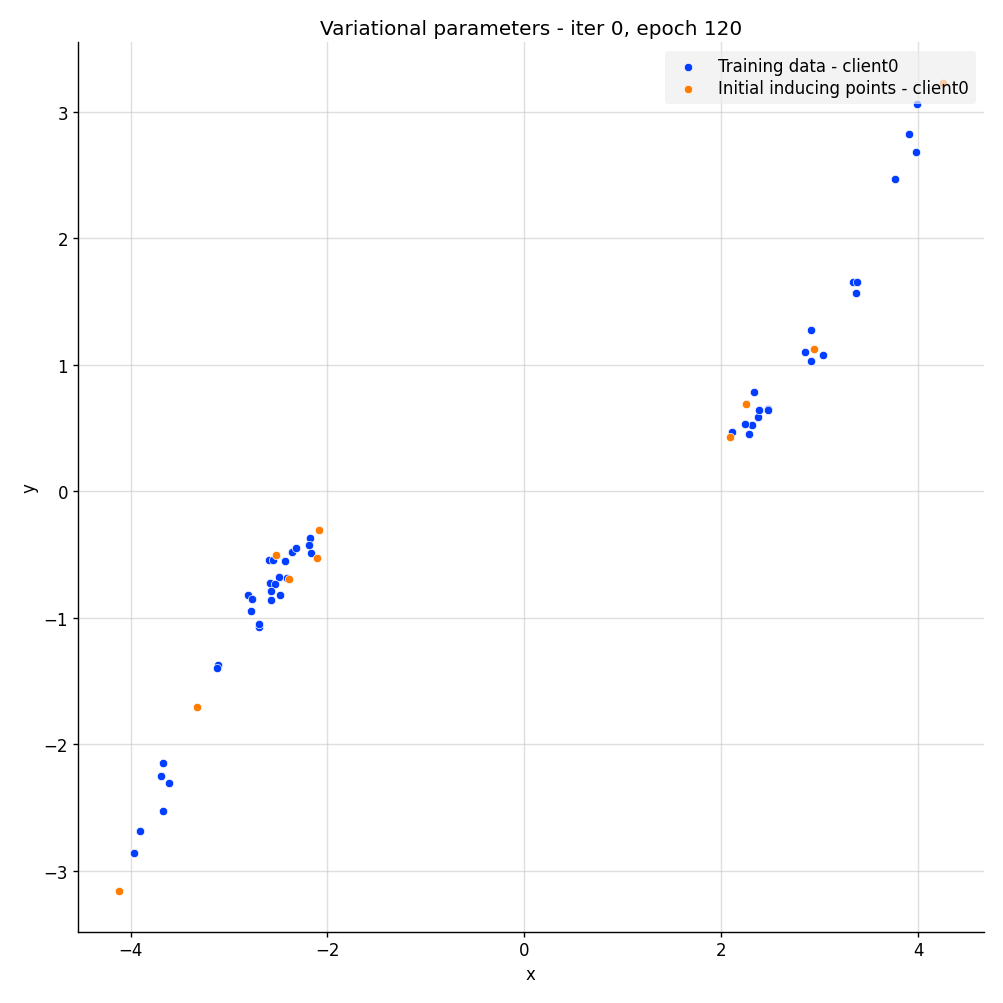 Variational parameters - iter 0, epoch 120
Training data - client0
Initial inducing points - client0
3
2
1
0
−1
−2
−3
y
−4
−2
0
2
4
x